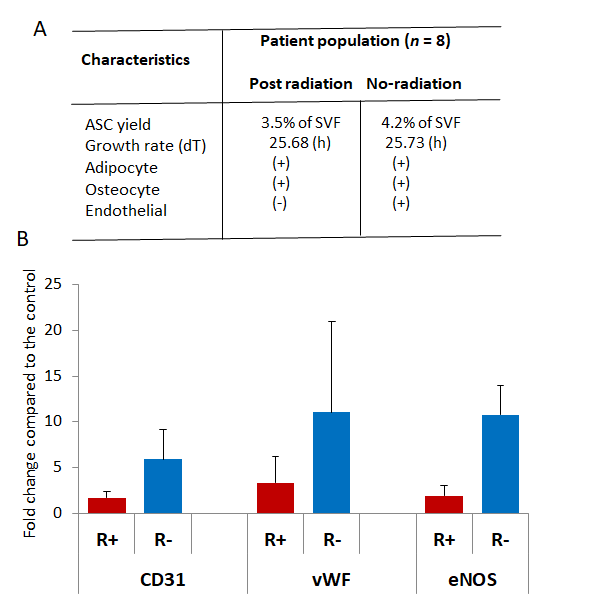 A
Characteristics
Patient population (n = 8)
Post radiation No-radiation
ASC yield 3.5% of SVF 4.2% of SVF
Growth rate (dT) 25.68 (h) 25.73 (h)
Adipocyte (+) (+)
Osteocyte (+) (+)
Endothelial (-) (+)
B
Fold change compared to the control
25
20
15
10
5
0
R+ R- R+ R- R+ R-
CD31 vWF eNOS